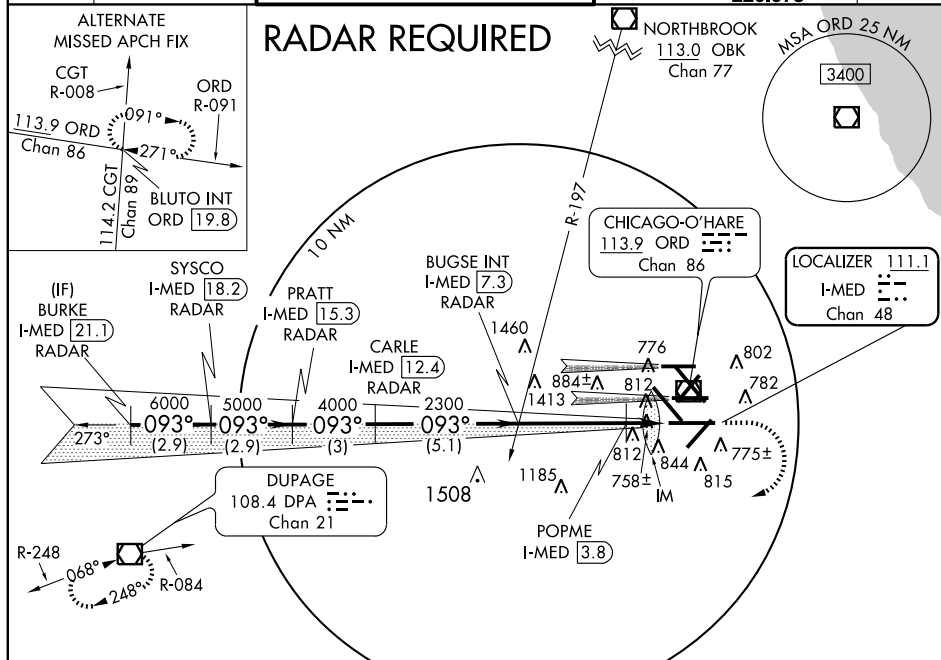 ALTERNATE
MISSED APCH FIX
CGT
R-008
ORD
R-091
091°
113.9 ORD
Chan 86
271°
114.2 CGT
Chan 89
BLUTO INT
ORD 19.8
RADAR REQUIRED
NORTHBROOK
113.0 OBK
Chan 77
MSA ORD 25 NM
3400
R-197
10 NM
CHICAGO-O'HARE
113.9 ORD
Chan 86
LOCALIZER 111.1
I-MED
Chan 48
(IF)
BURKE
I-MED 21.1
RADAR
SYSCO
I-MED 18.2
RADAR
PRATT
I-MED 15.3
RADAR
CARLE
I-MED 12.4
RADAR
BUGSE INT
I-MED 7.3
RADAR
1460
1413
884±
776
812
802
782
6000
5000
4000
2300
273°
093°
093°
093°
093°
(2.9)
(2.9)
(3)
(5.1)
812
758±
844
IM
815
775±
1508
1185
POPME
I-MED 3.8
DUPAGE
108.4 DPA
Chan 21
R-248
068°
248°
R-084